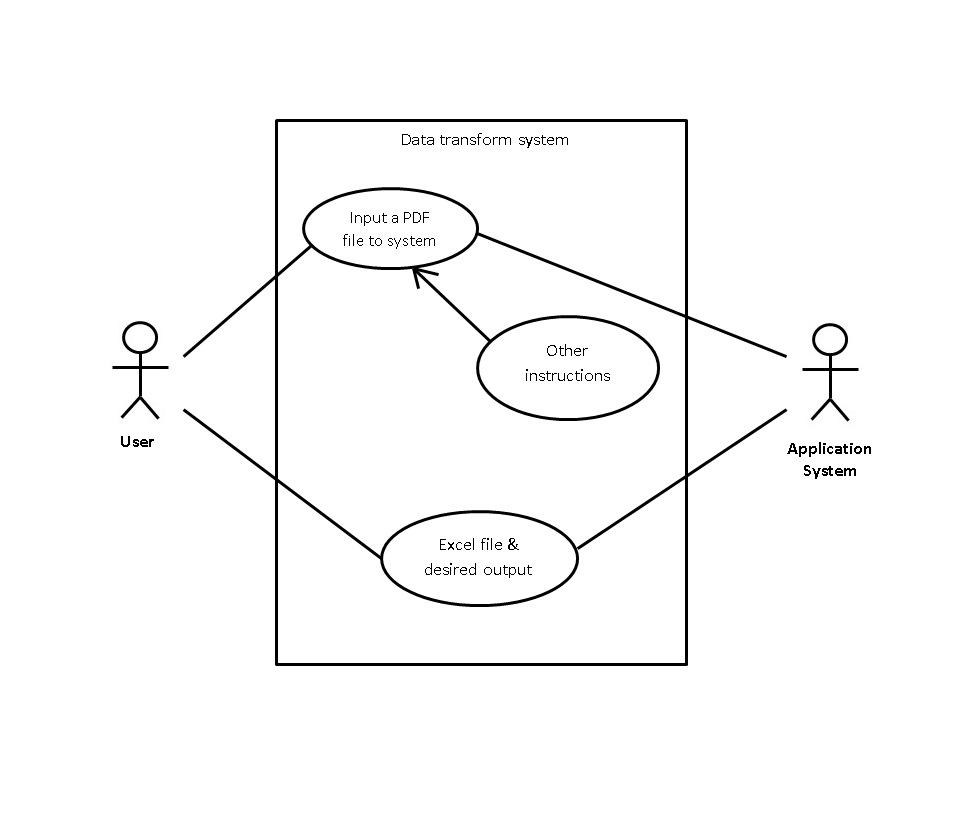 Data transform system
Input a PDF
file to system
Other
instructions
User
Application
System
Excel file &
desired output